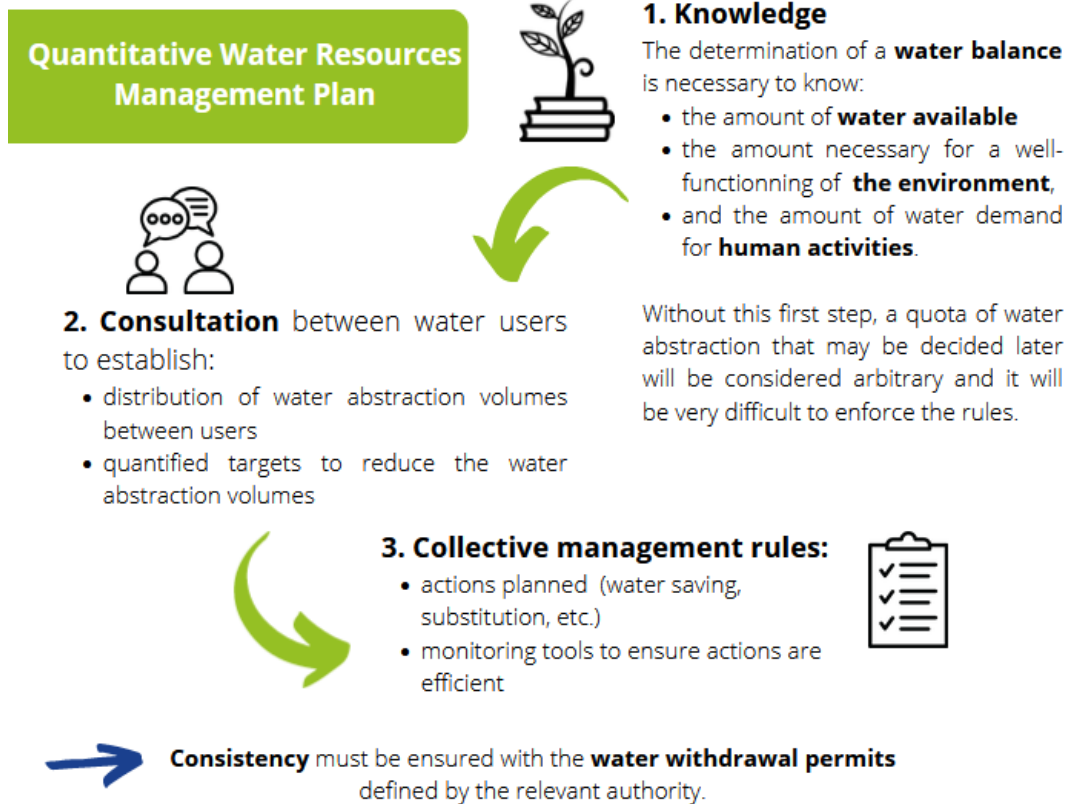 Quantitative Water Resources
Management Plan
1. Knowledge
The determination of a water balance
is necessary to know:
• the amount of water available
• the amount necessary for a well-
functionning of the environment,
• and the amount of water demand
for human activities.
Without this first step, a quota of water
abstraction that may be decided later
will be considered arbitrary and it will
be very difficult to enforce the rules.
2. Consultation between water users
to establish:
• distribution of water abstraction volumes
between users
• quantified targets to reduce the water
abstraction volumes
3. Collective management rules:
• actions planned (water saving,
substitution, etc.)
• monitoring tools to ensure actions are
efficient
Consistency must be ensured with the water withdrawal permits
defined by the relevant authority.